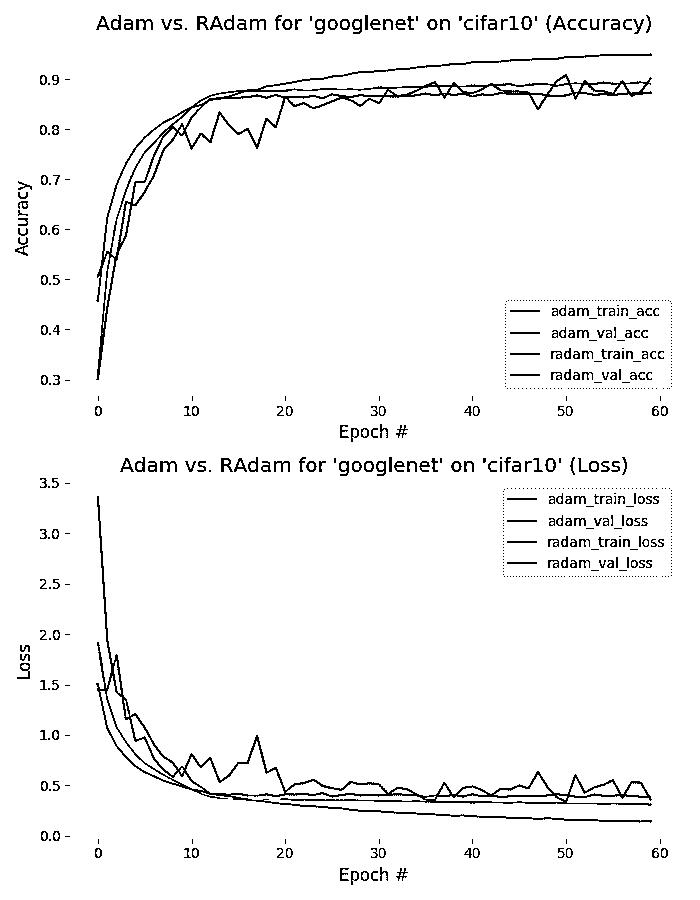 Adam vs. RAdam for 'googlenet' on 'cifar10' (Accuracy)
0.9
0.8
0.7
0.6
0.5
0.4
0.3
Accuracy
adam_train_acc
adam_val_acc
radam_train_acc
radam_val_acc
0 10 20 30 40 50 60
Epoch #
Adam vs. RAdam for 'googlenet' on 'cifar10' (Loss)
3.5
3.0
2.5
2.0
1.5
1.0
0.5
0.0
Loss
adam_train_loss
adam_val_loss
radam_train_loss
radam_val_loss
0 10 20 30 40 50 60
Epoch #